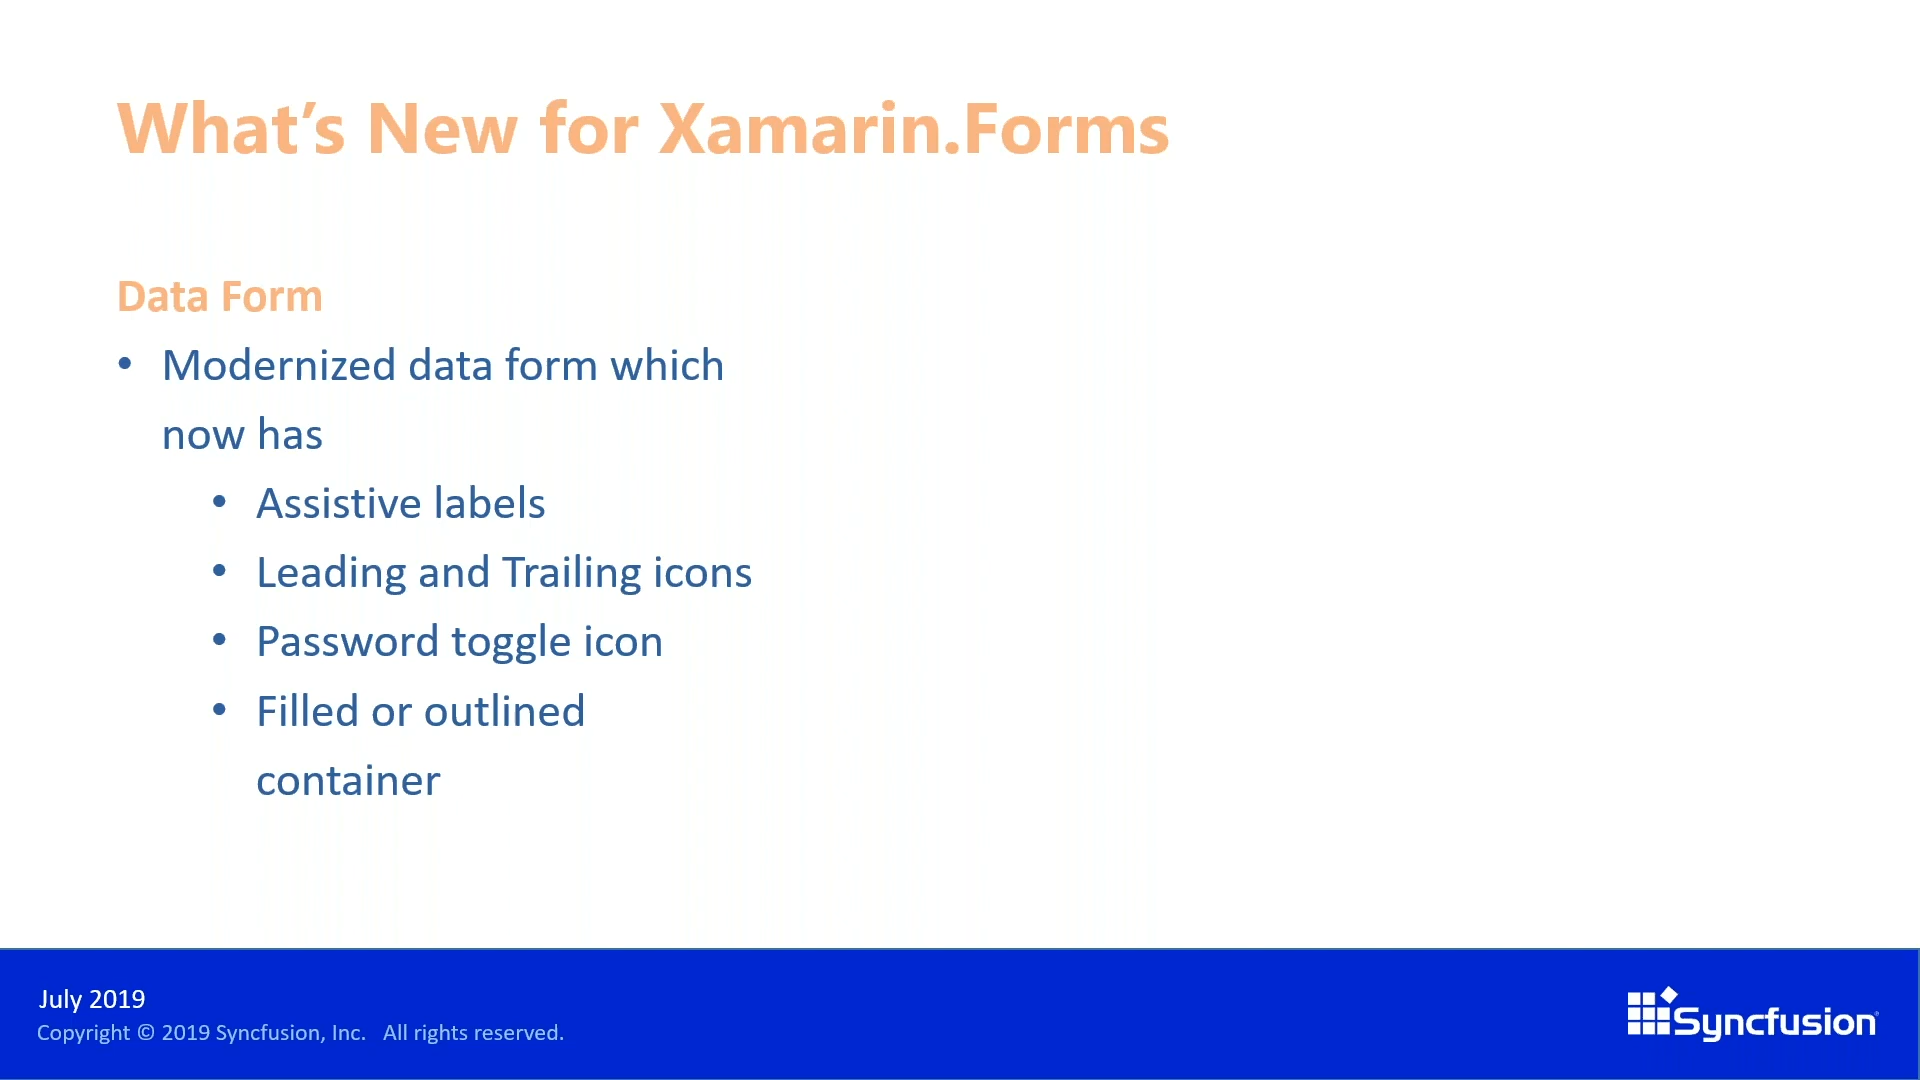 What’s New for Xamarin.Forms
Data Form
• Modernized data form which
now has
• Assistive labels
• Leading and Trailing icons
• Password toggle icon
• Filled or outlined
container
July 2019
Copyright © 2019 Syncfusion, Inc. All rights reserved.
Syncfusion